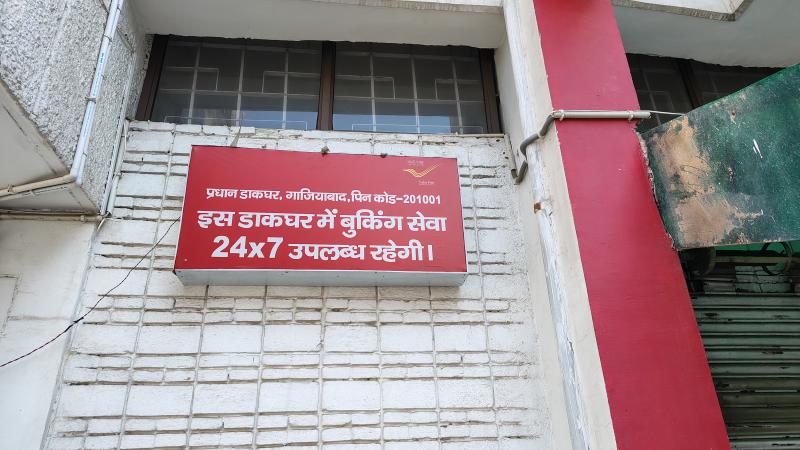 प्रधान डाकघर, गाजियाबाद, पिन कोड-201001
इस डाकघर में बुकिंग सेवा
24x7 उपलब्ध रहेगी।